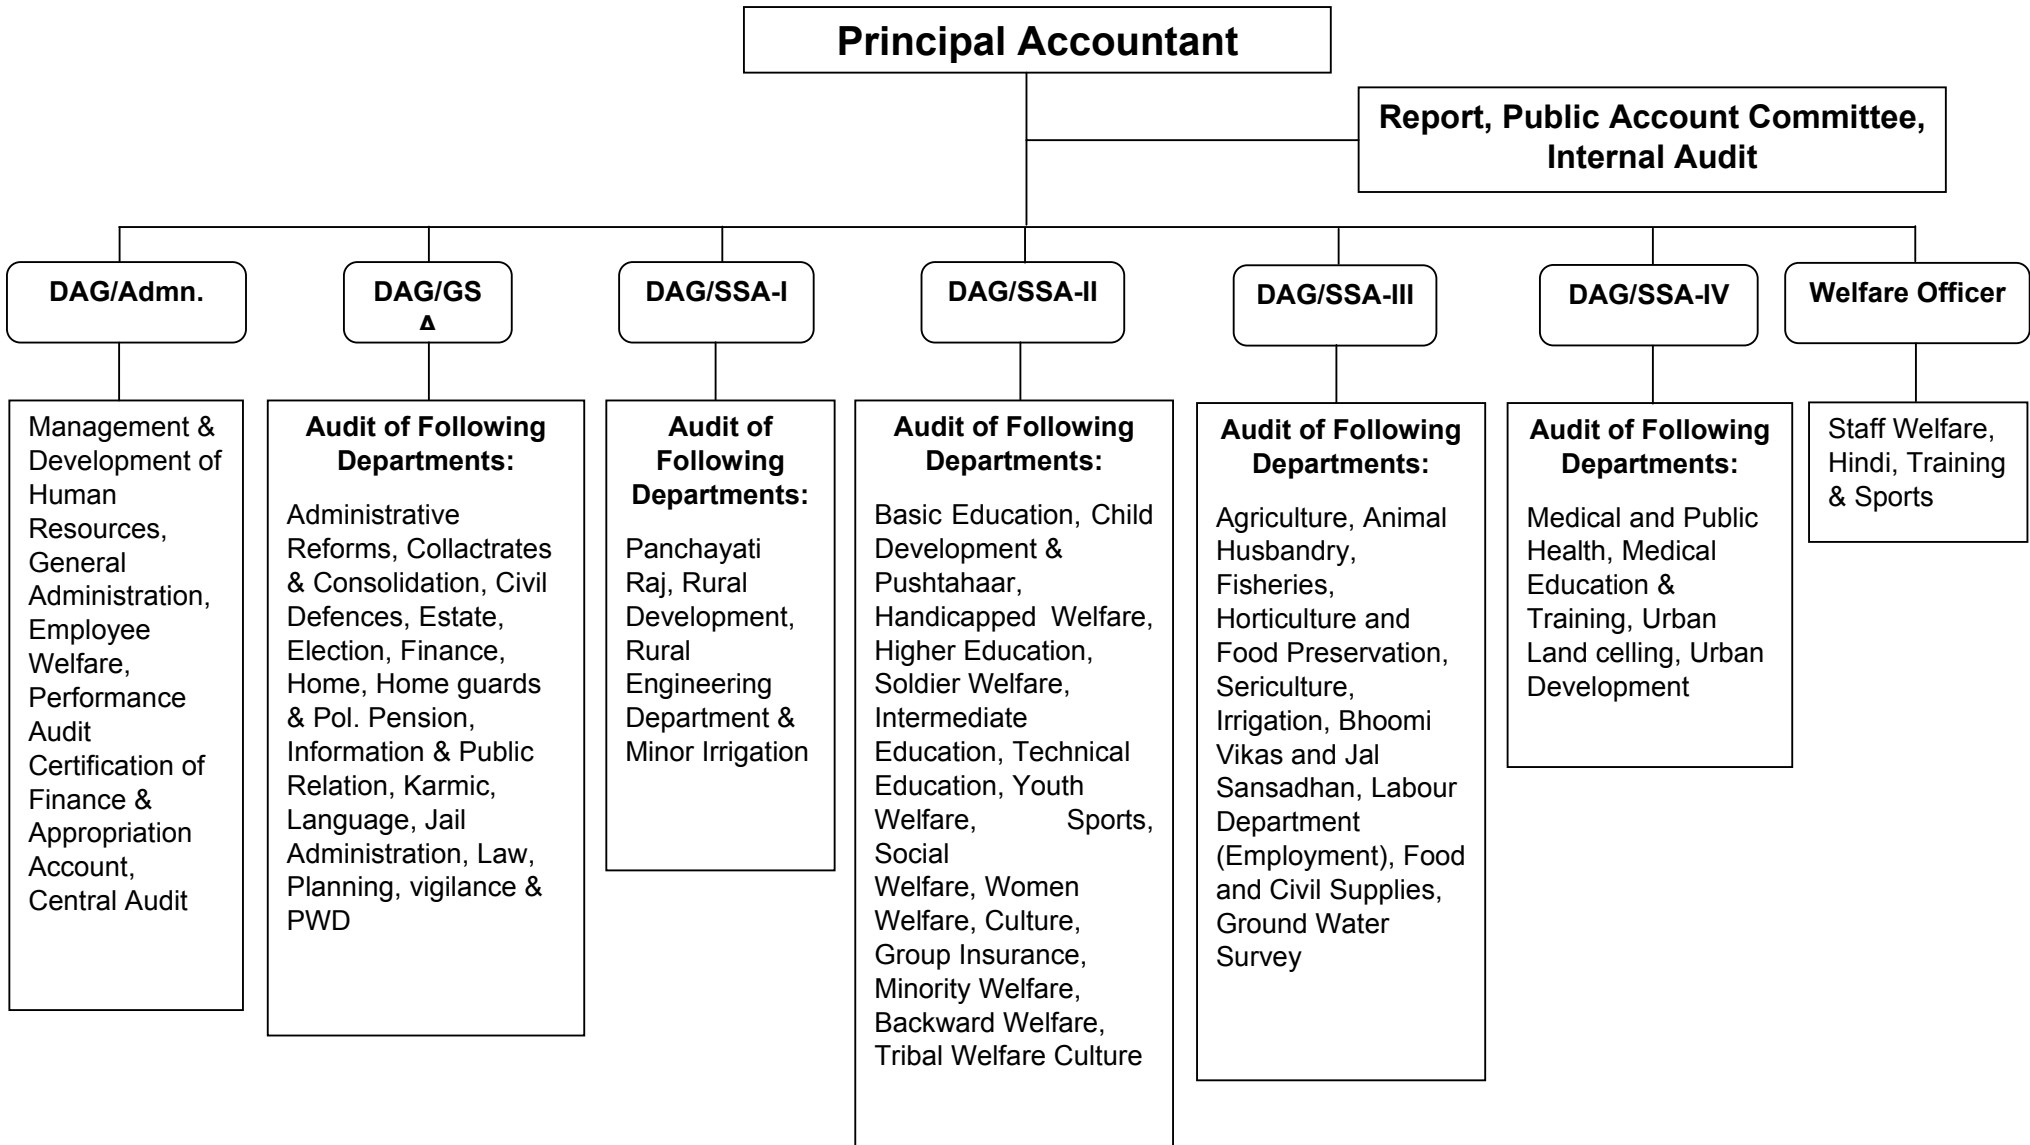 Principal Accountant
Report, Public Account Committee,
Internal Audit
DAG/Admn.
DAG/GS
A
DAG/SSA-I
DAG/SSA-II
DAG/SSA-III
DAG/SSA-IV
Welfare Officer
Management &
Development of
Human
Resources,
General
Administration,
Employee
Welfare,
Performance
Audit
Certification of
Finance &
Appropriation
Account,
Central Audit
Audit of Following
Departments:
Administrative
Reforms, Collactrates
& Consolidation, Civil
Defences, Estate,
Election, Finance,
Home, Home guards
& Pol. Pension,
Information & Public
Relation, Karmic,
Language, Jail
Administration, Law,
Planning, vigilance &
PWD
Audit of
Following
Departments:
Panchayati
Raj, Rural
Development,
Rural
Engineering
Department &
Minor Irrigation
Audit of Following
Departments:
Basic Education, Child
Development &
Pushtahaar,
Handicapped Welfare,
Higher Education,
Soldier Welfare,
Intermediate
Education, Technical
Education, Youth
Welfare, Sports,
Social
Welfare, Women
Welfare, Culture,
Group Insurance,
Minority Welfare,
Backward Welfare,
Tribal Welfare Culture
Audit of Following
Departments:
Agriculture, Animal
Husbandry,
Fisheries,
Horticulture and
Food Preservation,
Sericulture,
Irrigation, Bhoomi
Vikas and Jal
Sansadhan, Labour
Department
(Employment), Food
and Civil Supplies,
Ground Water
Survey
Audit of Following
Departments:
Medical and Public
Health, Medical
Education &
Training, Urban
Land celling, Urban
Development
Staff Welfare,
Hindi, Training
& Sports